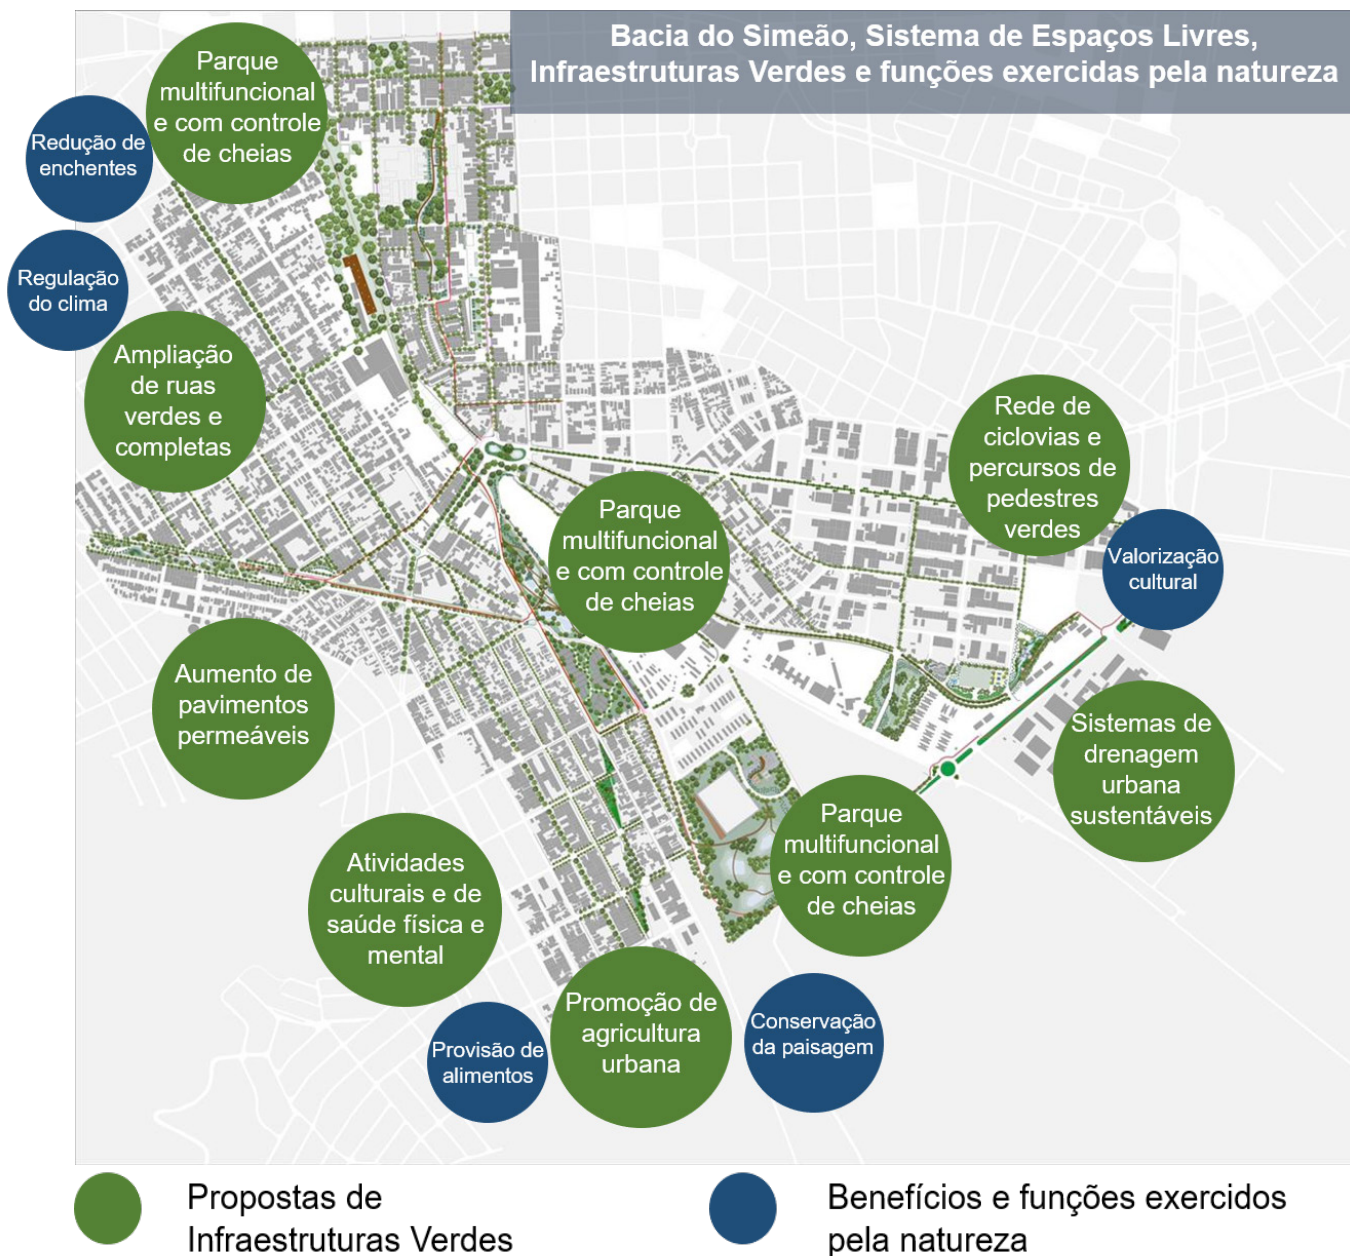 Bacia do Simeão, Sistema de Espaços Livres,
Infraestruturas Verdes e funções exercidas pela natureza
Parque
multifuncional
e com controle
de cheias
Redução de
enchentes
Regulação
do clima
Ampliação
de ruas
verdes e
completas
Rede de
ciclovias e
percursos de
pedestres
verdes
Parque
multifuncional
e com controle
de cheias
Valorização
cultural
Aumento de
pavimentos
permeáveis
Sistemas de
drenagem
urbana
sustentáveis
Parque
multifuncional
e com controle
de cheias
Atividades
culturais e de
saúde física e
mental
Promoção de
agricultura
urbana
Provisão de
alimentos
Conservação
da paisagem
Propostas de
Infraestruturas Verdes
Benefícios e funções exercidos
pela natureza